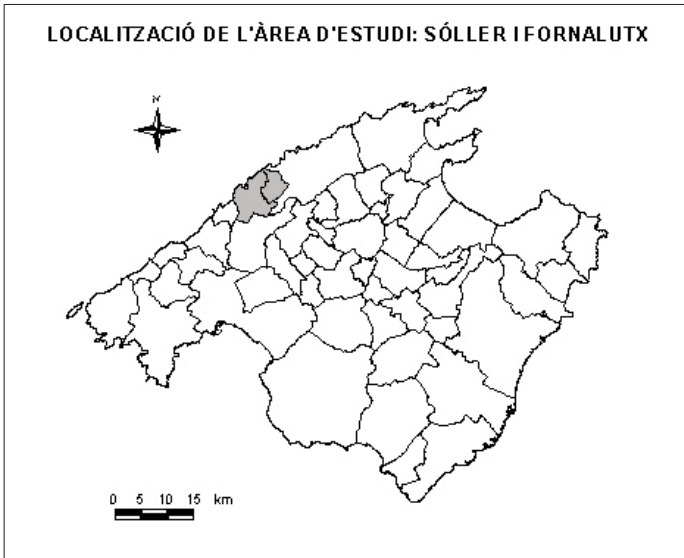 LOCALITZACIÓ DE L'ÀREA D'ESTUDI: SÓLLER I FORNALUTX
N
0 5 10 15 km